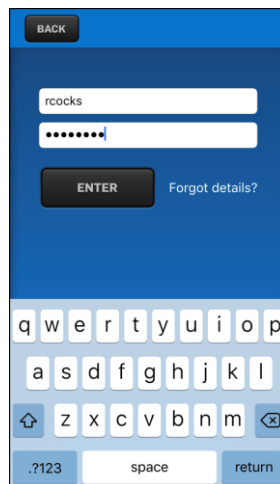 BACK
rcocks
••••••••
ENTER Forgot details?
q w e r t y u i o p
a s d f g h j k l
z x c v b n m
.?123 space return